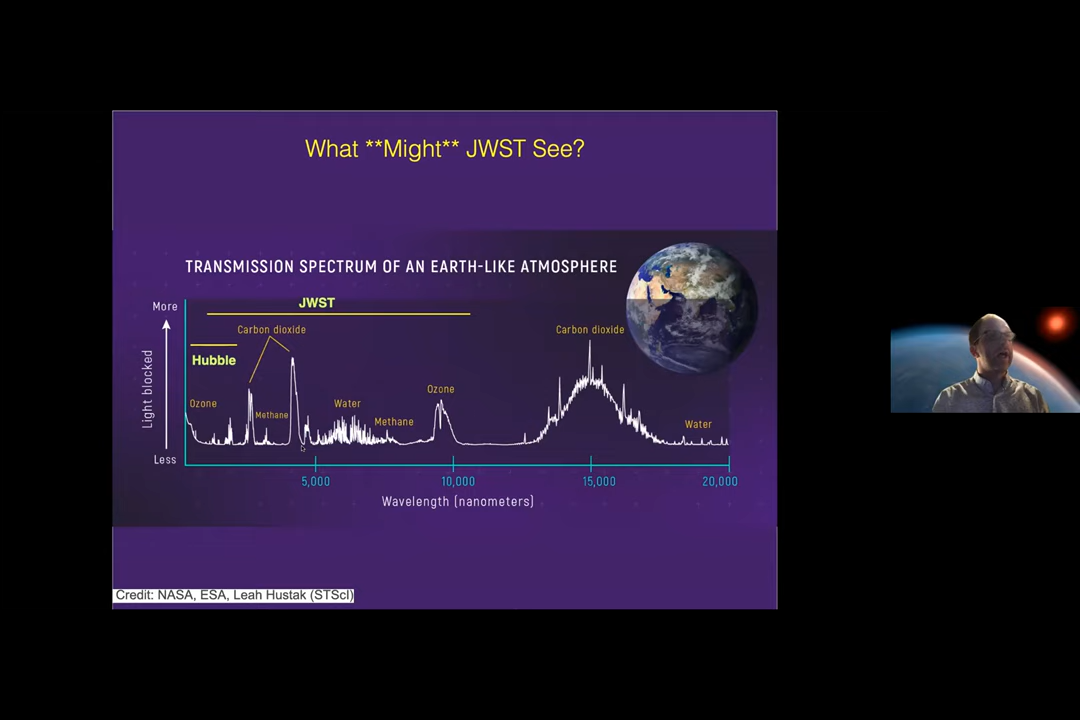 What **Might** JWST See?
TRANSMISSION SPECTRUM OF AN EARTH-LIKE ATMOSPHERE
More
JWST
Carbon dioxide
Carbon dioxide
Hubble
Light blocked
Ozone
Methane
Water
Methane
Ozone
Water
Less
5,000
10,000
15,000
20,000
Wavelength (nanometers)
Credit: NASA, ESA, Leah Hustak (STScI)